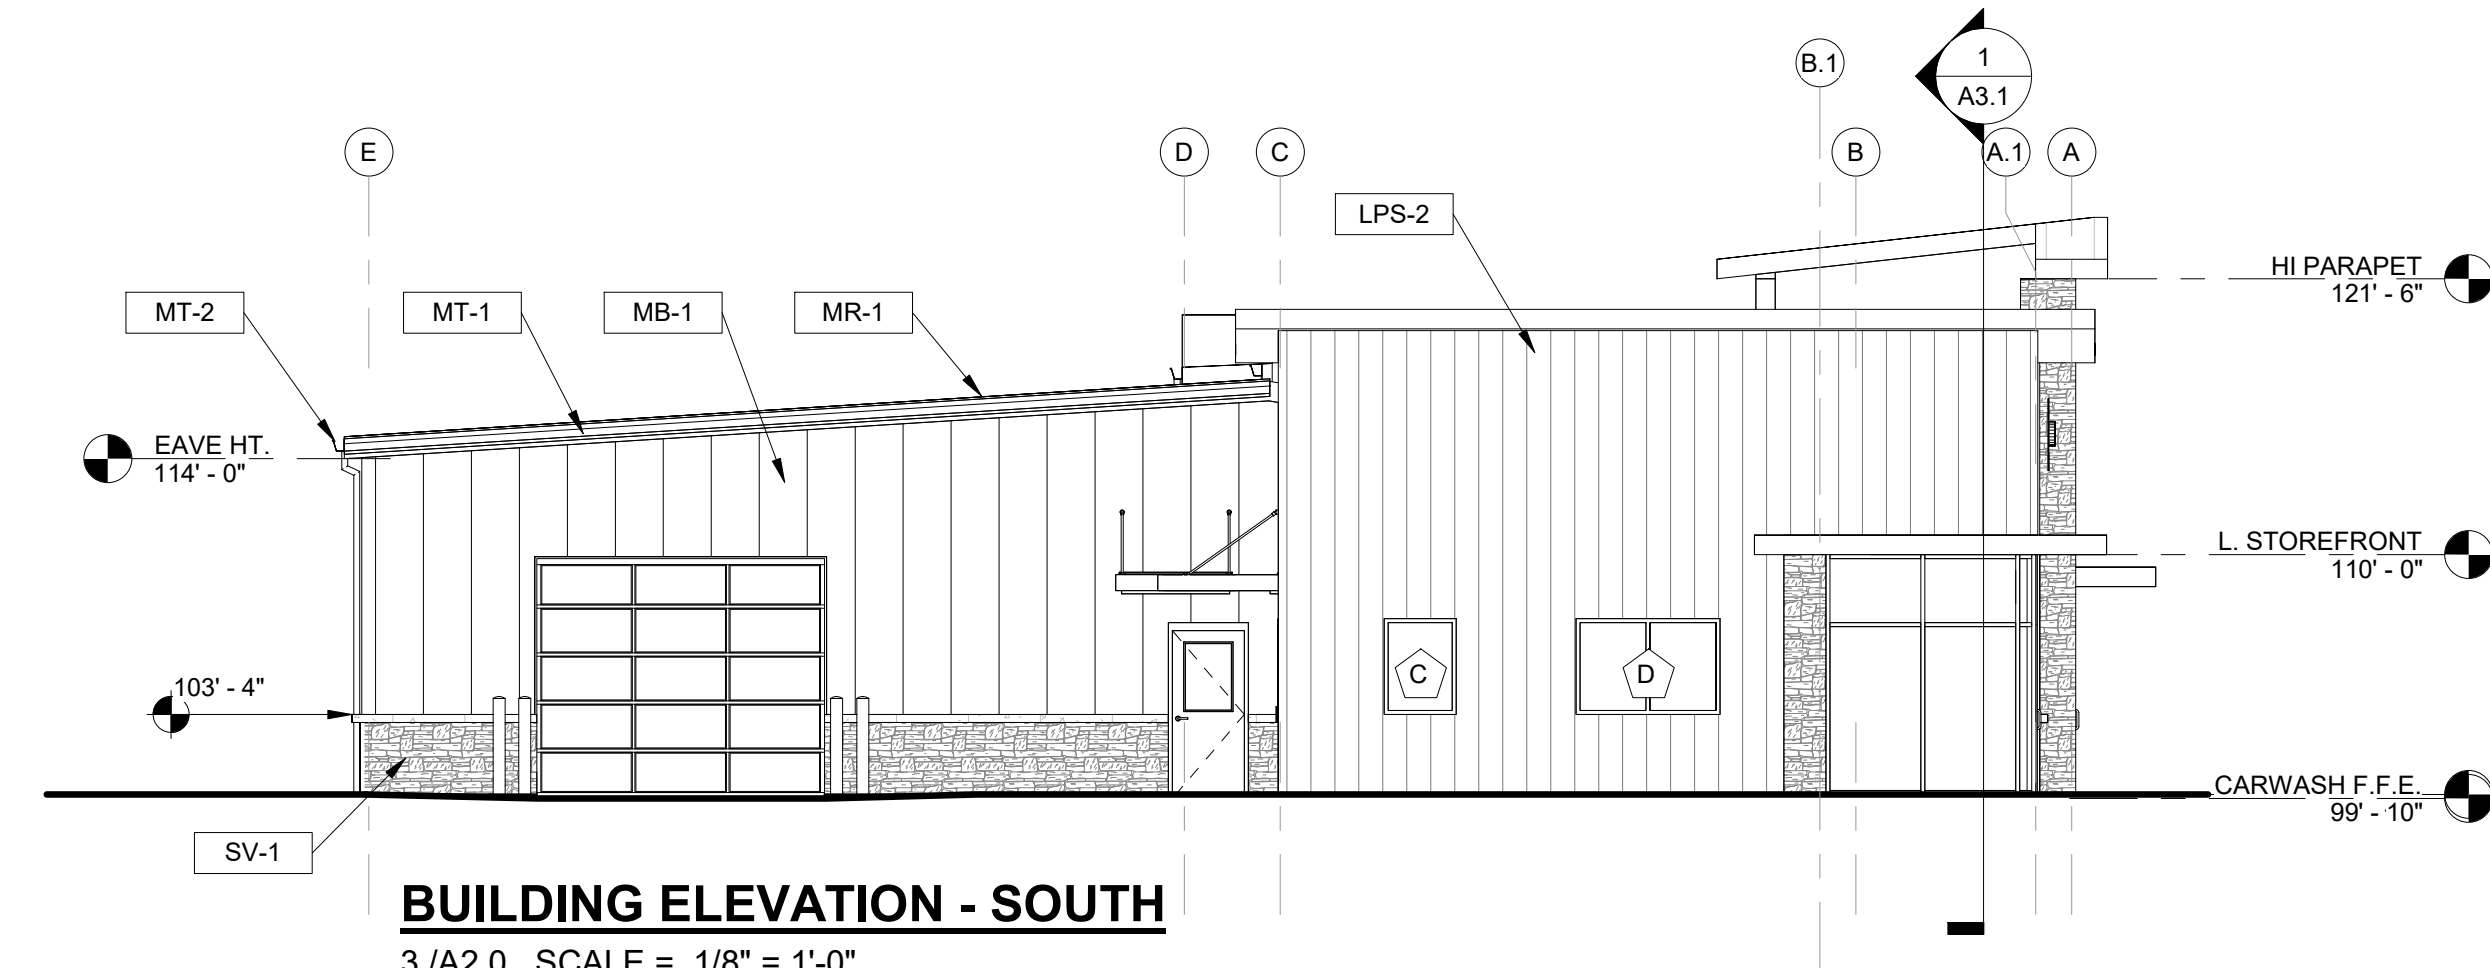 1
A3.1
B.1
E
D
C
B
A.1
A
LPS-2
HI PARAPET
121' - 6"
MT-2
MT-1
MB-1
MR-1
EAVE HT.
114' - 0"
L. STOREFRONT
110' - 0"
103' - 4"
C
D
CARWASH F.F.E.
99' - 10"
SV-1
BUILDING ELEVATION - SOUTH
3 /A2.0 SCALE = 1/8" = 1'-0"